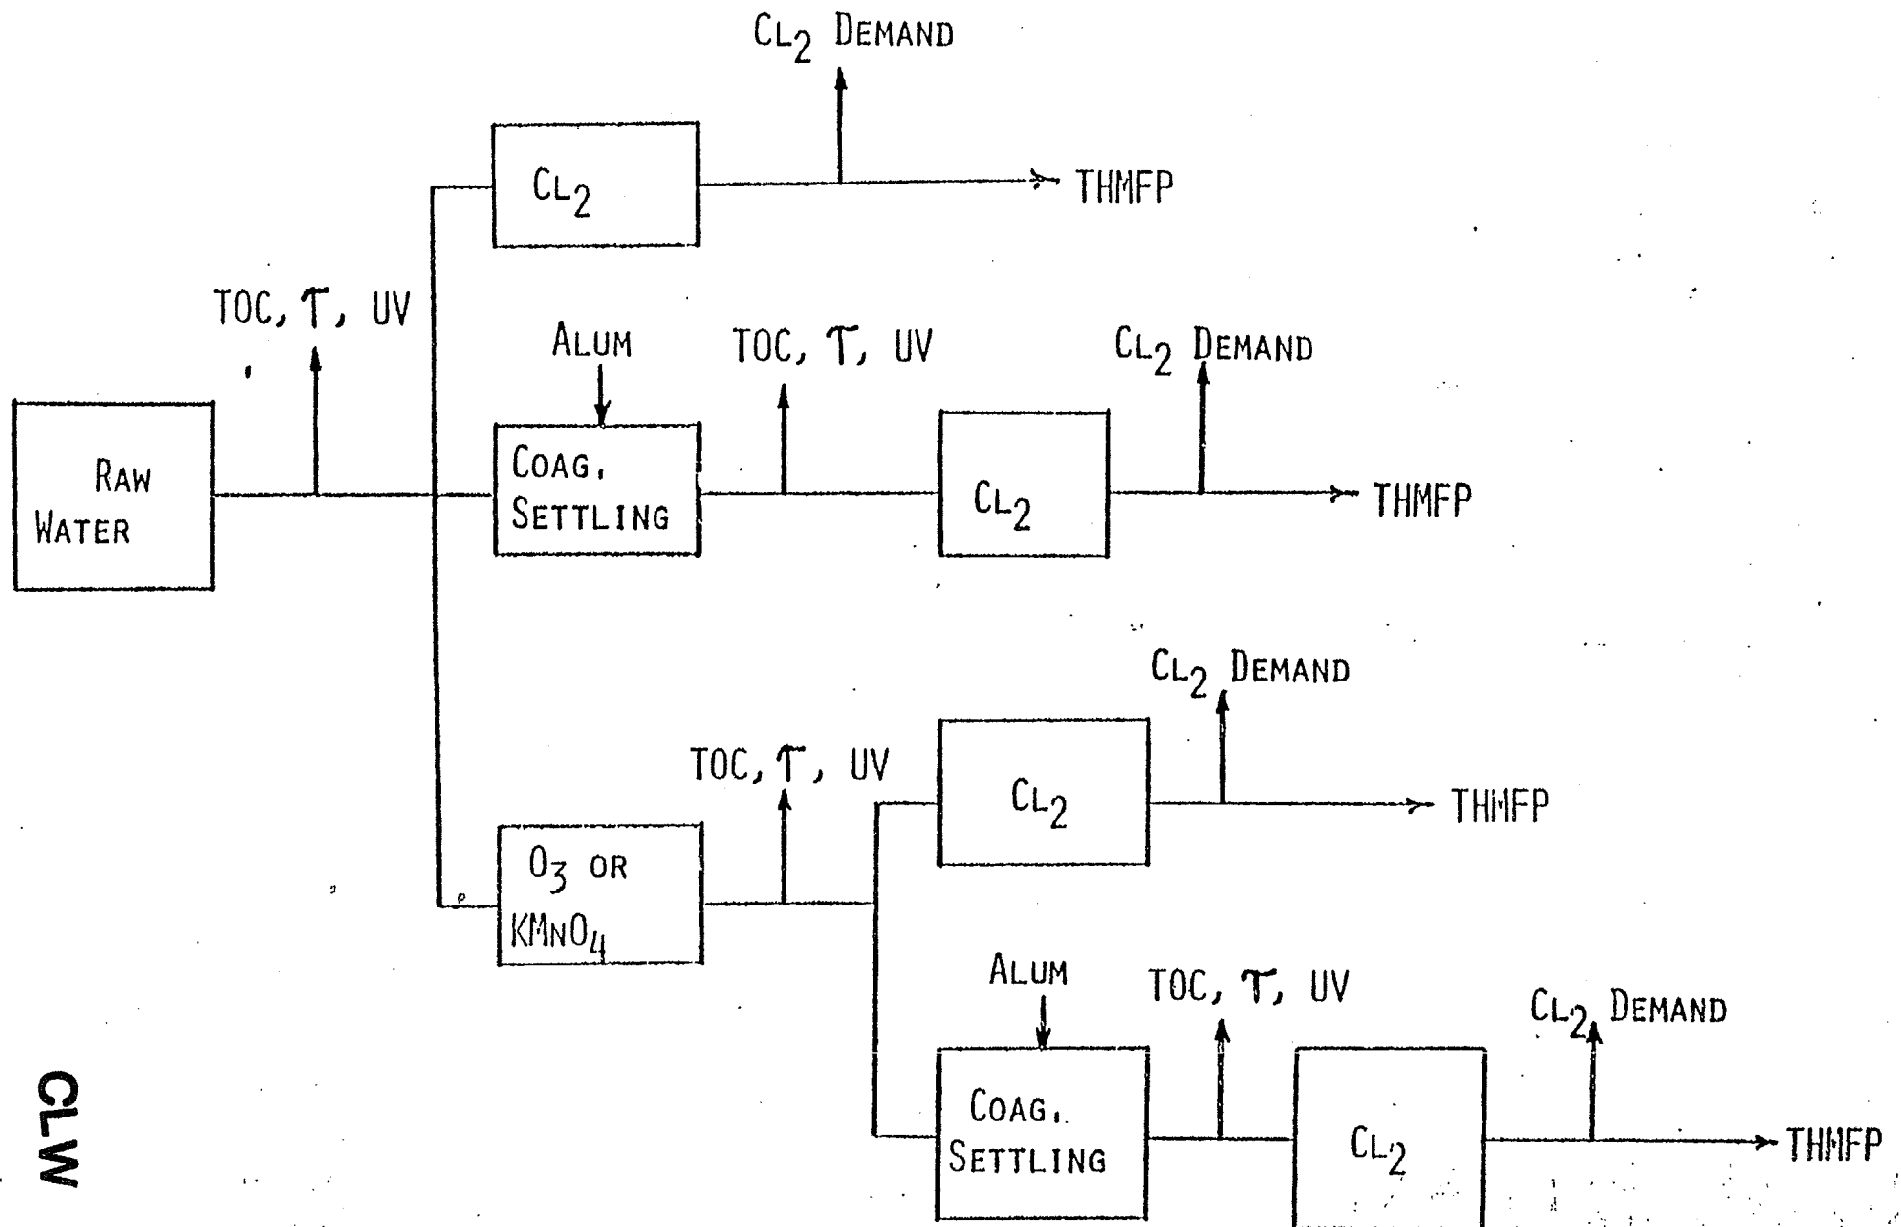 CL2 DEMAND
CL2
THMFP
TOC, τ, UV
ALUM
TOC, τ, UV
CL2 DEMAND
RAW
WATER
COAG.
SETTLING
CL2
THMFP
CL2 DEMAND
TOC, τ, UV
CL2
THMFP
O3 OR
KMNO4
ALUM
TOC, τ, UV
CL2 DEMAND
COAG.
SETTLING
CL2
THMFP
CLW